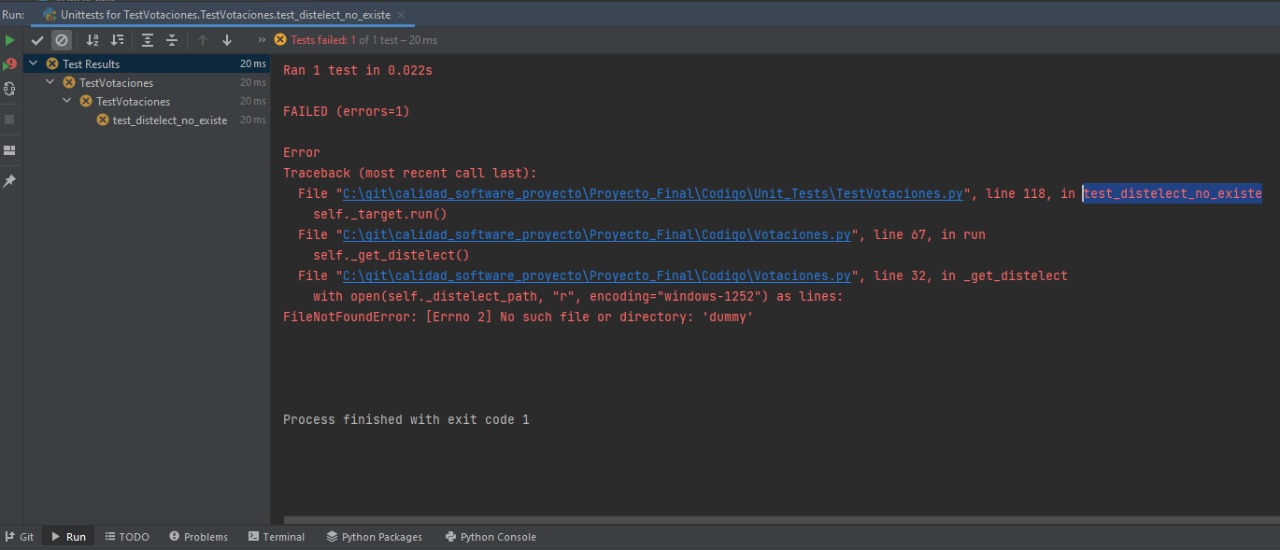 Run: Unittests for TestVotaciones.TestVotaciones.test_distelect_no_existe ×
» Tests failed: 1 of 1 test – 20 ms
Test Results 20 ms
TestVotaciones 20 ms
TestVotaciones 20 ms
test_distelect_no_existe 20 ms
Ran 1 test in 0.022s
FAILED (errors=1)
Error
Traceback (most recent call last):
File "C:\git\calidad_software_proyecto\Proyecto_Final\Codigo\Unit_Tests\TestVotaciones.py", line 118, in test_distelect_no_existe
self._target.run()
File "C:\git\calidad_software_proyecto\Proyecto_Final\Codigo\Votaciones.py", line 67, in run
self._get_distelect()
File "C:\git\calidad_software_proyecto\Proyecto_Final\Codigo\Votaciones.py", line 32, in _get_distelect
with open(self._distelect_path, "r", encoding="windows-1252") as lines:
FileNotFoundError: [Errno 2] No such file or directory: 'dummy'
Process finished with exit code 1
Git Run TODO Problems Terminal Python Packages Python Console